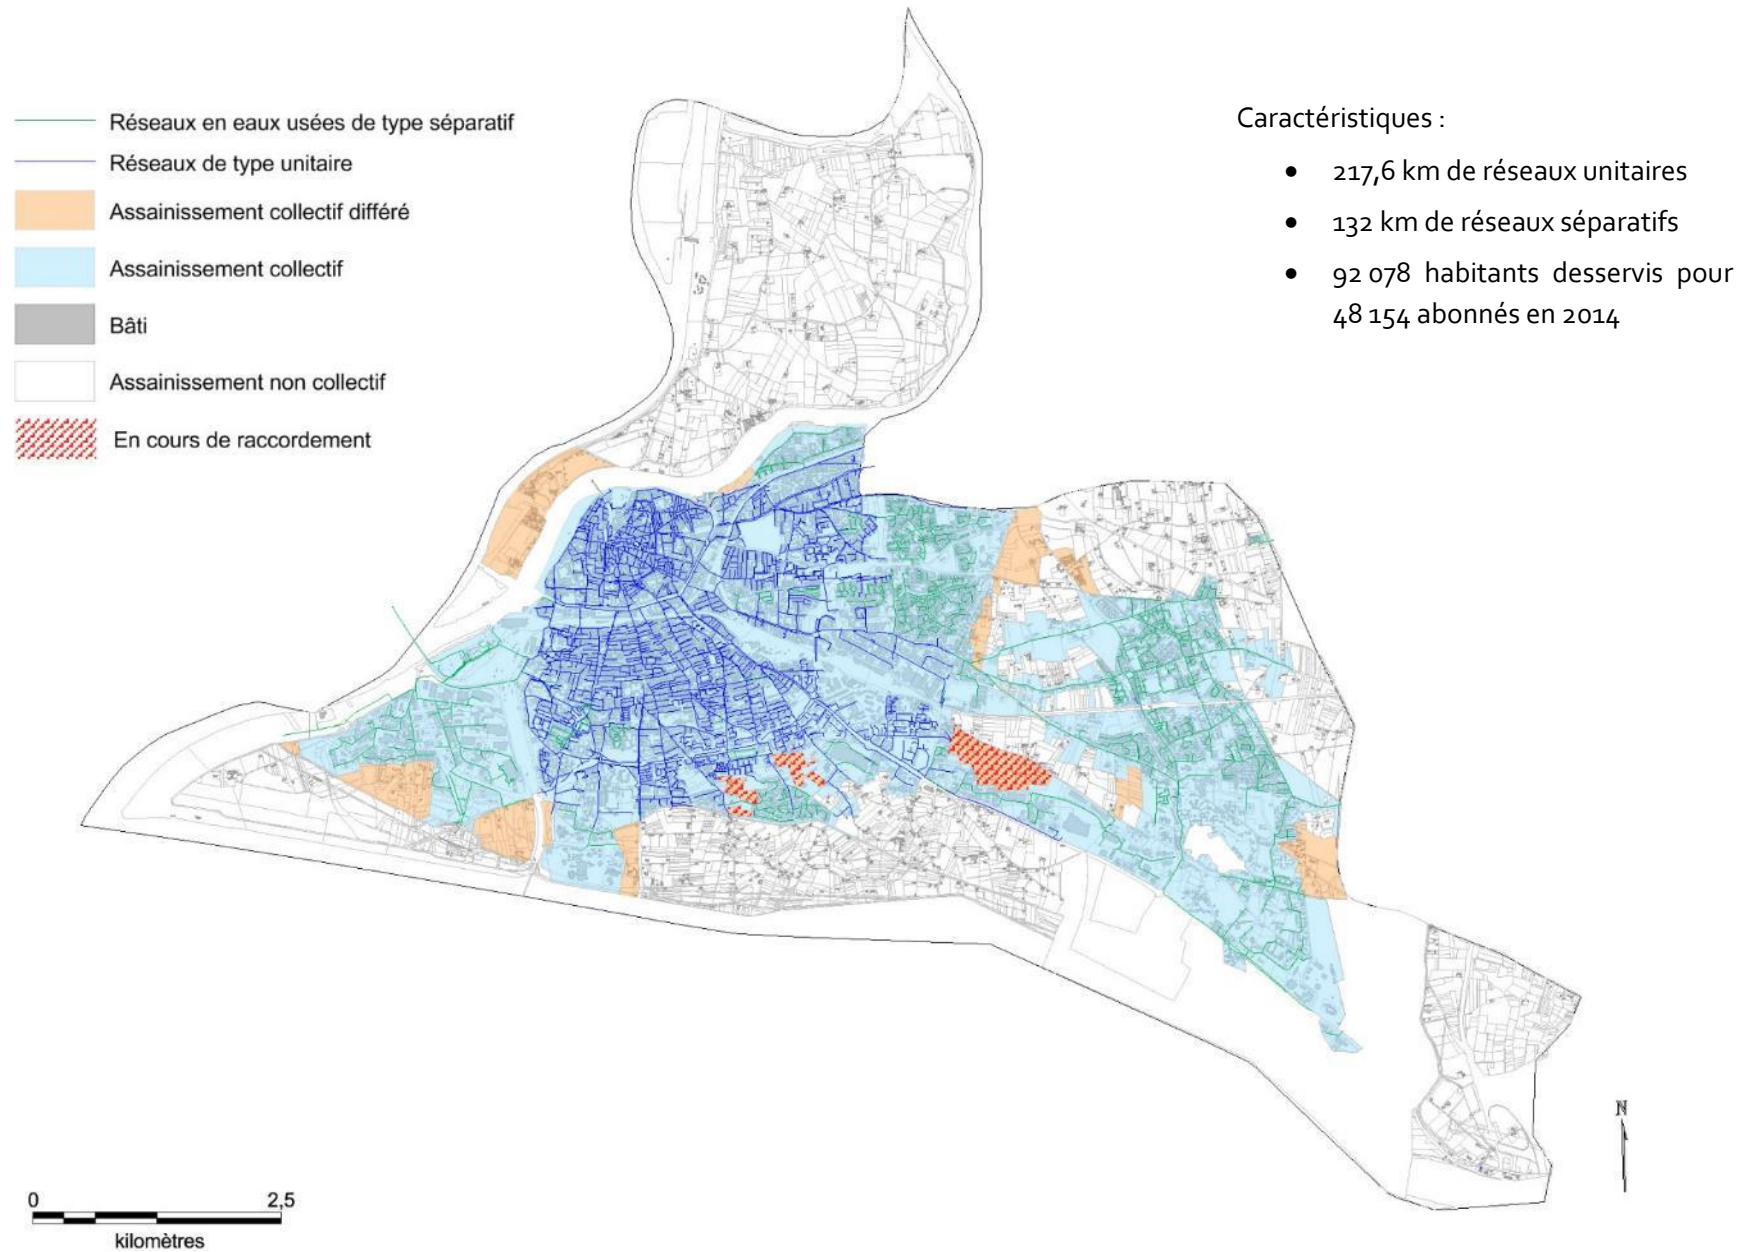 Réseaux en eaux usées de type séparatif
Réseaux de type unitaire
Assainissement collectif différé
Assainissement collectif
Bâti
Assainissement non collectif
En cours de raccordement
Caractéristiques :
• 217,6 km de réseaux unitaires
• 132 km de réseaux séparatifs
• 92 078 habitants desservis pour
48 154 abonnés en 2014
N
0 2,5
kilomètres